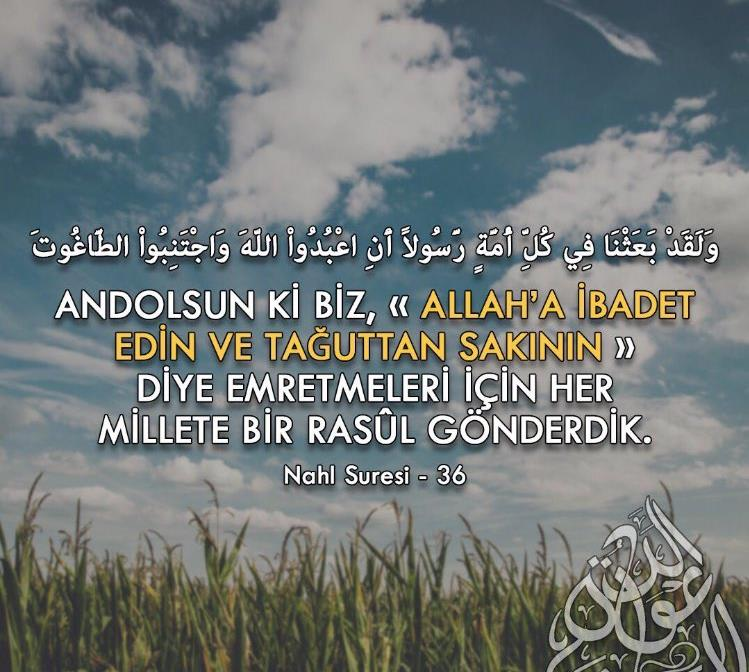 وَلَقَدْ بَعَثْنَا فِي كُلِّ أُمَّةٍ رَّسُولاً أَنِ اعْبُدُواْ اللّهَ وَاجْتَنِبُواْ الطَّاغُوتَ
ANDOLSUN Kİ BİZ, « ALLAH'A İBADET
EDİN VE TAĞUTTAN SAKININ »
DİYE EMRETMELERİ İÇİN HER
MİLLETE BİR RASÛL GÖNDERDİK.
Nahl Suresi - 36